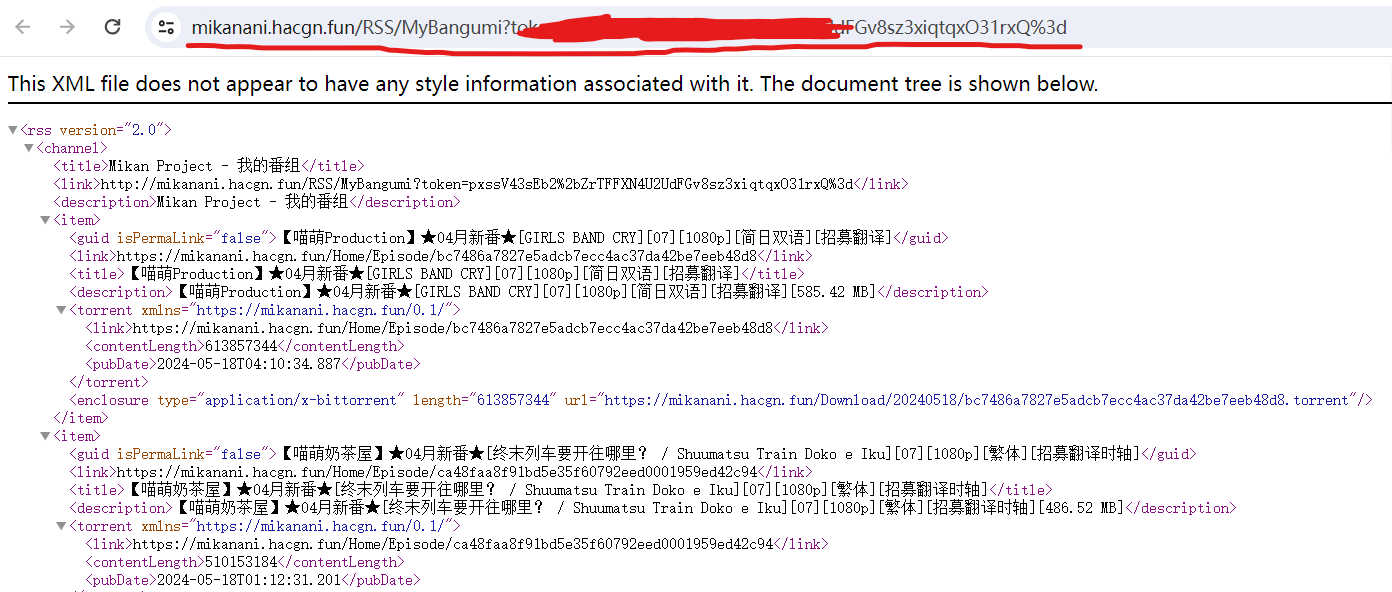 mikanani.hacgn.fun/RSS/MyBangumi?to dFGv8sz3xiqtqxO31rxQ%3d
This XML file does not appear to have any style information associated with it. The document tree is shown below.
▼<rss version="2.0">
▼<channel>
<title>Mikan Project - 我的番组</title>
<link>http://mikanani.hacgn.fun/RSS/MyBangumi?token=pxssV43sEb2%2bZrTFFXN4U2UdFGv8sz3xiqtqxO31rxQ%3d</link>
<description>Mikan Project - 我的番组</description>
▼<item>
<guid isPermaLink="false">【喵萌Production】★04月新番★[GIRLS BAND CRY][07][1080p][简日双语][招募翻译]</guid>
<link>https://mikanani.hacgn.fun/Home/Episode/bc7486a7827e5adcb7ecc4ac37da42be7eeb48d8</link>
<title>【喵萌Production】★04月新番★[GIRLS BAND CRY][07][1080p][简日双语][招募翻译]</title>
<description>【喵萌Production】★04月新番★[GIRLS BAND CRY][07][1080p][简日双语][招募翻译][585.42 MB]</description>
▼<torrent xmlns="https://mikanani.hacgn.fun/0.1/">
<link>https://mikanani.hacgn.fun/Home/Episode/bc7486a7827e5adcb7ecc4ac37da42be7eeb48d8</link>
<contentLength>613857344</contentLength>
<pubDate>2024-05-18T04:10:34.887</pubDate>
</torrent>
<enclosure type="application/x-bittorrent" length="613857344" url="https://mikanani.hacgn.fun/Download/20240518/bc7486a7827e5adcb7ecc4ac37da42be7eeb48d8.torrent"/>
</item>
▼<item>
<guid isPermaLink="false">【喵萌奶茶屋】★04月新番★[终末列车要开往哪里？ / Shuumatsu Train Doko e Iku][07][1080p][繁体][招募翻译时轴]</guid>
<link>https://mikanani.hacgn.fun/Home/Episode/ca48faa8f91bd5e35f60792eed0001959ed42c94</link>
<title>【喵萌奶茶屋】★04月新番★[终末列车要开往哪里？ / Shuumatsu Train Doko e Iku][07][1080p][繁体][招募翻译时轴]</title>
<description>【喵萌奶茶屋】★04月新番★[终末列车要开往哪里？ / Shuumatsu Train Doko e Iku][07][1080p][繁体][招募翻译时轴][486.52 MB]</description>
▼<torrent xmlns="https://mikanani.hacgn.fun/0.1/">
<link>https://mikanani.hacgn.fun/Home/Episode/ca48faa8f91bd5e35f60792eed0001959ed42c94</link>
<contentLength>510153184</contentLength>
<pubDate>2024-05-18T01:12:31.201</pubDate>